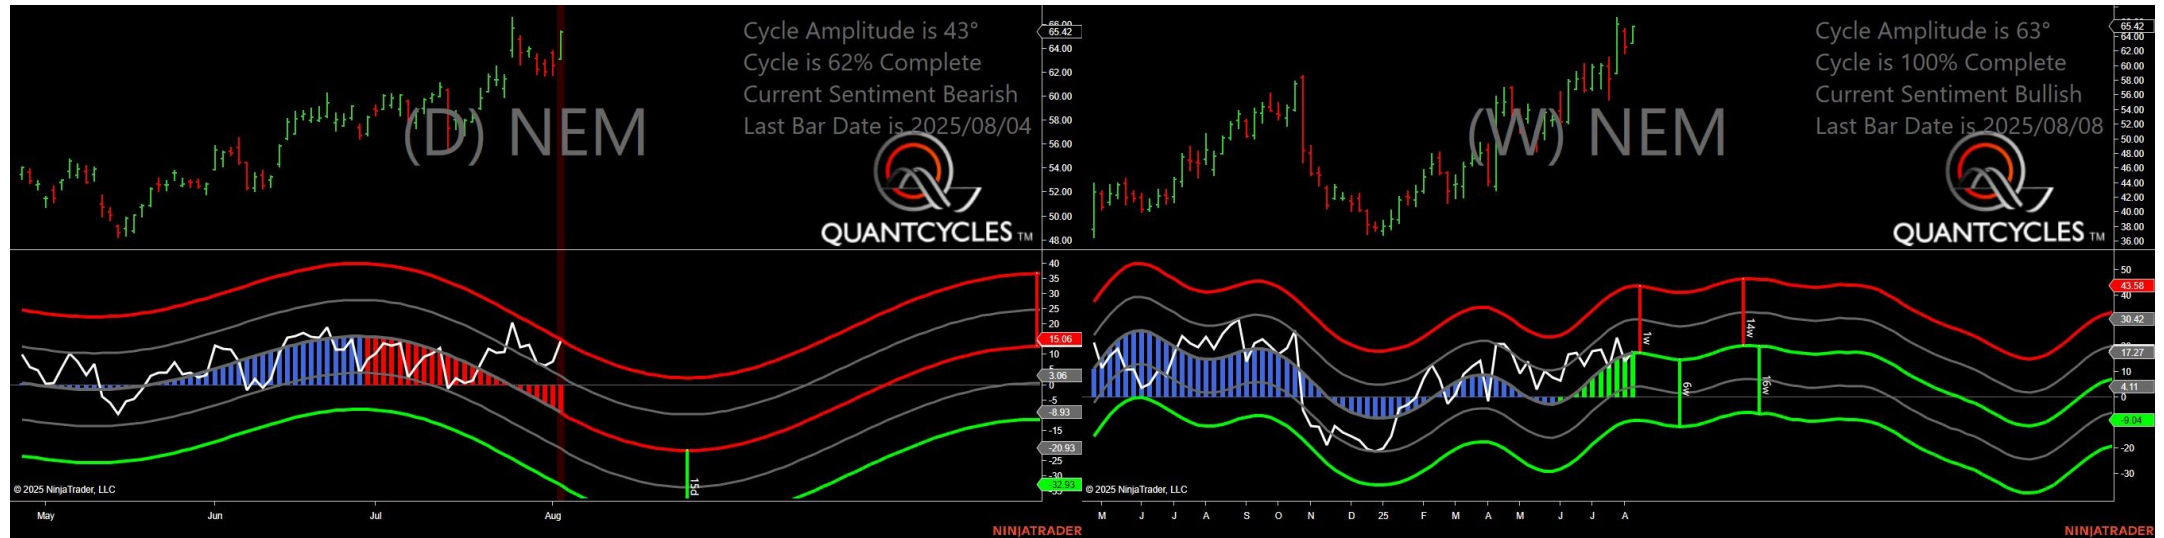 Cycle Amplitude is 43°
Cycle is 62% Complete
Current Sentiment Bearish
Last Bar Date is 2025/08/04
(D) NEM
QUANTCYCLES TM
66.00
65.42
64.00
62.00
60.00
58.00
56.00
54.00
52.00
50.00
48.00
40
35
30
25
20
15.06
10
3.06
-5
-8.93
-15
-20.93
-25
-30
-32.93
-35
15d
© 2025 NinjaTrader, LLC
May Jun Jul Aug
NINJATRADER
Cycle Amplitude is 63°
Cycle is 100% Complete
Current Sentiment Bullish
Last Bar Date is 2025/08/08
(W) NEM
QUANTCYCLES TM
65.42
64.00
62.00
60.00
58.00
56.00
54.00
52.00
50.00
48.00
46.00
44.00
42.00
40.00
38.00
36.00
50
43.58
40
30.42
17.27
10
4.11
0
-9.04
-20
-30
1w
6w
14w
16w
© 2025 NinjaTrader, LLC
M J J A S O N D 25 F M A M J J A
NINJATRADER